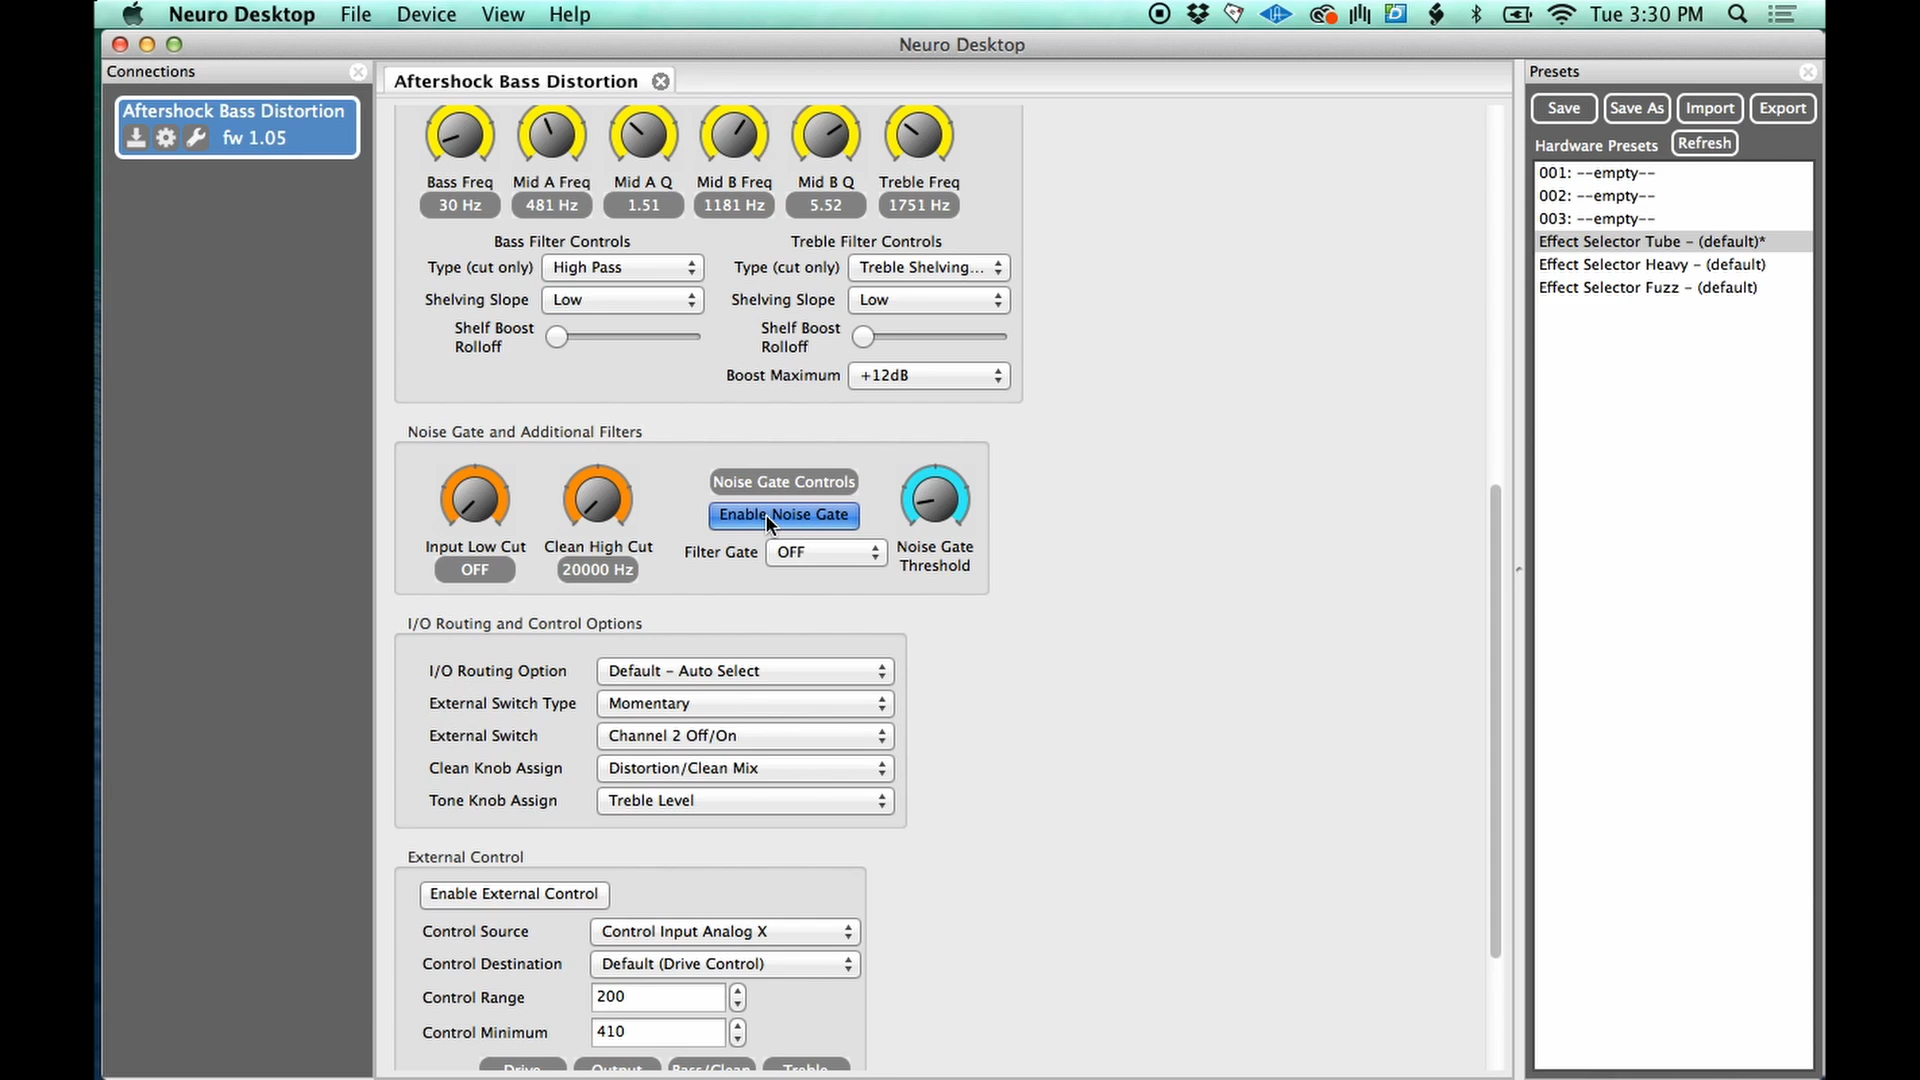 Neuro Desktop File Device View Help Tue 3:30 PM
Neuro Desktop
Connections
Aftershock Bass Distortion
fw 1.05
Aftershock Bass Distortion
Bass Freq Mid A Freq Mid A Q Mid B Freq Mid B Q Treble Freq
30 Hz 481 Hz 1.51 1181 Hz 5.52 1751 Hz
Bass Filter Controls Treble Filter Controls
Type (cut only) High Pass Type (cut only) Treble Shelving...
Shelving Slope Low Shelving Slope Low
Shelf Boost Shelf Boost
Rolloff Rolloff
Boost Maximum +12dB
Noise Gate and Additional Filters
Noise Gate Controls
Enable Noise Gate
Input Low Cut Clean High Cut Filter Gate OFF Noise Gate
OFF 20000 Hz Threshold
I/O Routing and Control Options
I/O Routing Option Default - Auto Select
External Switch Type Momentary
External Switch Channel 2 Off/On
Clean Knob Assign Distortion/Clean Mix
Tone Knob Assign Treble Level
External Control
Enable External Control
Control Source Control Input Analog X
Control Destination Default (Drive Control)
Control Range 200
Control Minimum 410
Drive Output Bass/Clean Treble
Presets
Save Save As Import Export
Hardware Presets Refresh
001: --empty--
002: --empty--
003: --empty--
Effect Selector Tube - (default)*
Effect Selector Heavy - (default)
Effect Selector Fuzz - (default)